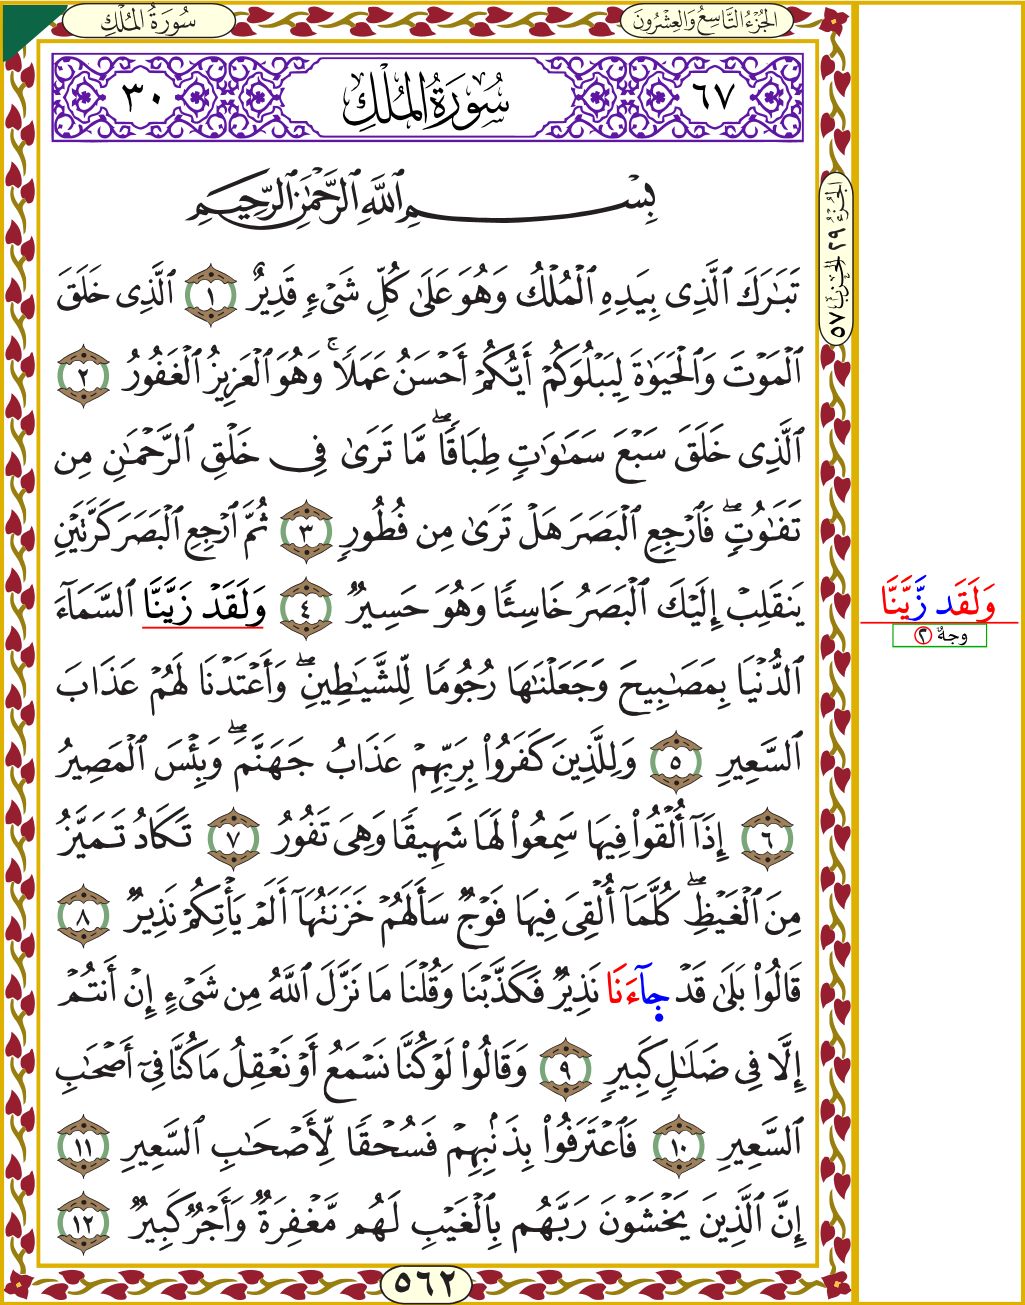 سُورَةُ المُلْكِ
الجُزْءُ التَّاسِعُ وَالعِشْرُونَ
٦٧ سُورَةُ المُلْكِ ٣٠
بِسْمِ ٱللَّهِ ٱلرَّحْمَٰنِ ٱلرَّحِيمِ
تَبَٰرَكَ ٱلَّذِى بِيَدِهِ ٱلْمُلْكُ وَهُوَ عَلَىٰ كُلِّ شَىْءٍ قَدِيرٌ ١ ٱلَّذِى خَلَقَ
ٱلْمَوْتَ وَٱلْحَيَوٰةَ لِيَبْلُوَكُمْ أَيُّكُمْ أَحْسَنُ عَمَلًا ۚ وَهُوَ ٱلْعَزِيزُ ٱلْغَفُورُ ٢
ٱلَّذِى خَلَقَ سَبْعَ سَمَٰوَٰتٍ طِبَاقًا ۖ مَّا تَرَىٰ فِى خَلْقِ ٱلرَّحْمَٰنِ مِن
تَفَٰوُتٍ ۖ فَٱرْجِعِ ٱلْبَصَرَ هَلْ تَرَىٰ مِن فُطُورٍ ٣ ثُمَّ ٱرْجِعِ ٱلْبَصَرَ كَرَّتَيْنِ
يَنقَلِبْ إِلَيْكَ ٱلْبَصَرُ خَاسِئًا وَهُوَ حَسِيرٌ ٤ وَلَقَدْ زَيَّنَّا ٱلسَّمَآءَ
ٱلدُّنْيَا بِمَصَٰبِيحَ وَجَعَلْنَٰهَا رُجُومًا لِّلشَّيَٰطِينِ ۖ وَأَعْتَدْنَا لَهُمْ عَذَابَ
ٱلسَّعِيرِ ٥ وَلِلَّذِينَ كَفَرُوا۟ بِرَبِّهِمْ عَذَابُ جَهَنَّمَ ۖ وَبِئْسَ ٱلْمَصِيرُ
٦ إِذَآ أُلْقُوا۟ فِيهَا سَمِعُوا۟ لَهَا شَهِيقًا وَهِىَ تَفُورُ ٧ تَكَادُ تَمَيَّزُ
مِنَ ٱلْغَيْظِ ۖ كُلَّمَآ أُلْقِىَ فِيهَا فَوْجٌ سَأَلَهُمْ خَزَنَتُهَآ أَلَمْ يَأْتِكُمْ نَذِيرٌ ٨
قَالُوا۟ بَلَىٰ قَدْ جَآءَنَا نَذِيرٌ فَكَذَّبْنَا وَقُلْنَا مَا نَزَّلَ ٱللَّهُ مِن شَىْءٍ إِنْ أَنتُمْ
إِلَّا فِى ضَلَٰلٍ كَبِيرٍ ٩ وَقَالُوا۟ لَوْ كُنَّا نَسْمَعُ أَوْ نَعْقِلُ مَا كُنَّا فِىٓ أَصْحَٰبِ
ٱلسَّعِيرِ ١٠ فَٱعْتَرَفُوا۟ بِذَنۢبِهِمْ فَسُحْقًا لِّأَصْحَٰبِ ٱلسَّعِيرِ ١١
إِنَّ ٱلَّذِينَ يَخْشَوْنَ رَبَّهُم بِٱلْغَيْبِ لَهُم مَّغْفِرَةٌ وَأَجْرٌ كَبِيرٌ ١٢
٥٦٢
الجُزْءُ ٢٩ الحِزْبُ ٥٧
وَلَقَد زَّيَّنَّا
وجهٌ ٢